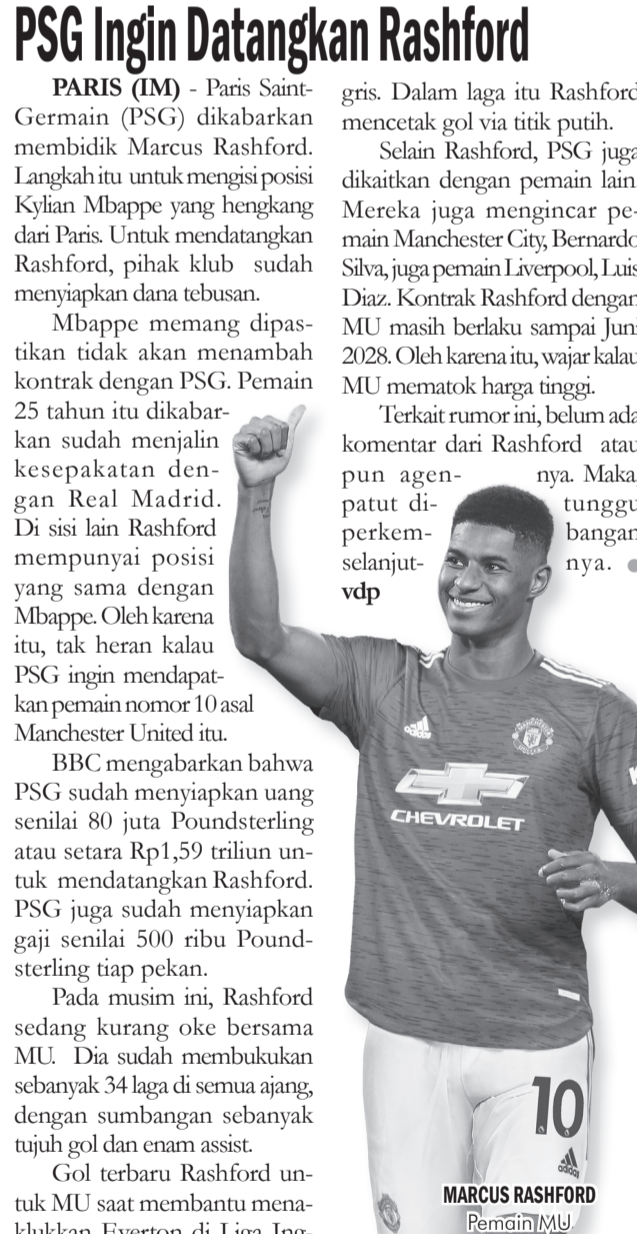 PSG Ingin Datangkan Rashford
PARIS (IM) - Paris Saint-
Germain (PSG) dikabarkan
membidik Marcus Rashford.
Langkah itu untuk mengisi posisi
Kylian Mbappe yang hengkang
dari Paris. Untuk mendatangkan
Rashford, pihak klub sudah
menyiapkan dana tebusan.
Mbappe memang dipas-
tikan tidak akan menambah
kontrak dengan PSG. Pemain
25 tahun itu dikabar-
kan sudah menjalin
kesepakatan den-
gan Real Madrid.
Di sisi lain Rashford
mempunyai posisi
yang sama dengan
Mbappe. Oleh karena
itu, tak heran kalau
PSG ingin mendapat-
kan pemain nomor 10 asal
Manchester United itu.
BBC mengabarkan bahwa
PSG sudah menyiapkan uang
senilai 80 juta Poundsterling
atau setara Rp1,59 triliun un-
tuk mendatangkan Rashford.
PSG juga sudah menyiapkan
gaji senilai 500 ribu Pound-
sterling tiap pekan.
Pada musim ini, Rashford
sedang kurang oke bersama
MU. Dia sudah membukukan
sebanyak 34 laga di semua ajang,
dengan sumbangan sebanyak
tujuh gol dan enam assist.
Gol terbaru Rashford un-
tuk MU saat membantu mena-
klukkan Everton di Liga Ing-
gris. Dalam laga itu Rashford
mencetak gol via titik putih.
Selain Rashford, PSG juga
dikaitkan dengan pemain lain.
Mereka juga mengincar pe-
main Manchester City, Bernardo
Silva, juga pemain Liverpool, Luis
Diaz. Kontrak Rashford dengan
MU masih berlaku sampai Juni
2028. Oleh karena itu, wajar kalau
MU mematok harga tinggi.
Terkait rumor ini, belum ada
komentar dari Rashford atau
pun agen- nya. Maka,
patut di- tunggu
perkem- bangan
selanjut- nya.
vdp
MANCHESTER
UNITED
adidas
CHEVROLET
10
adidas
MARCUS RASHFORD
Pemain MU